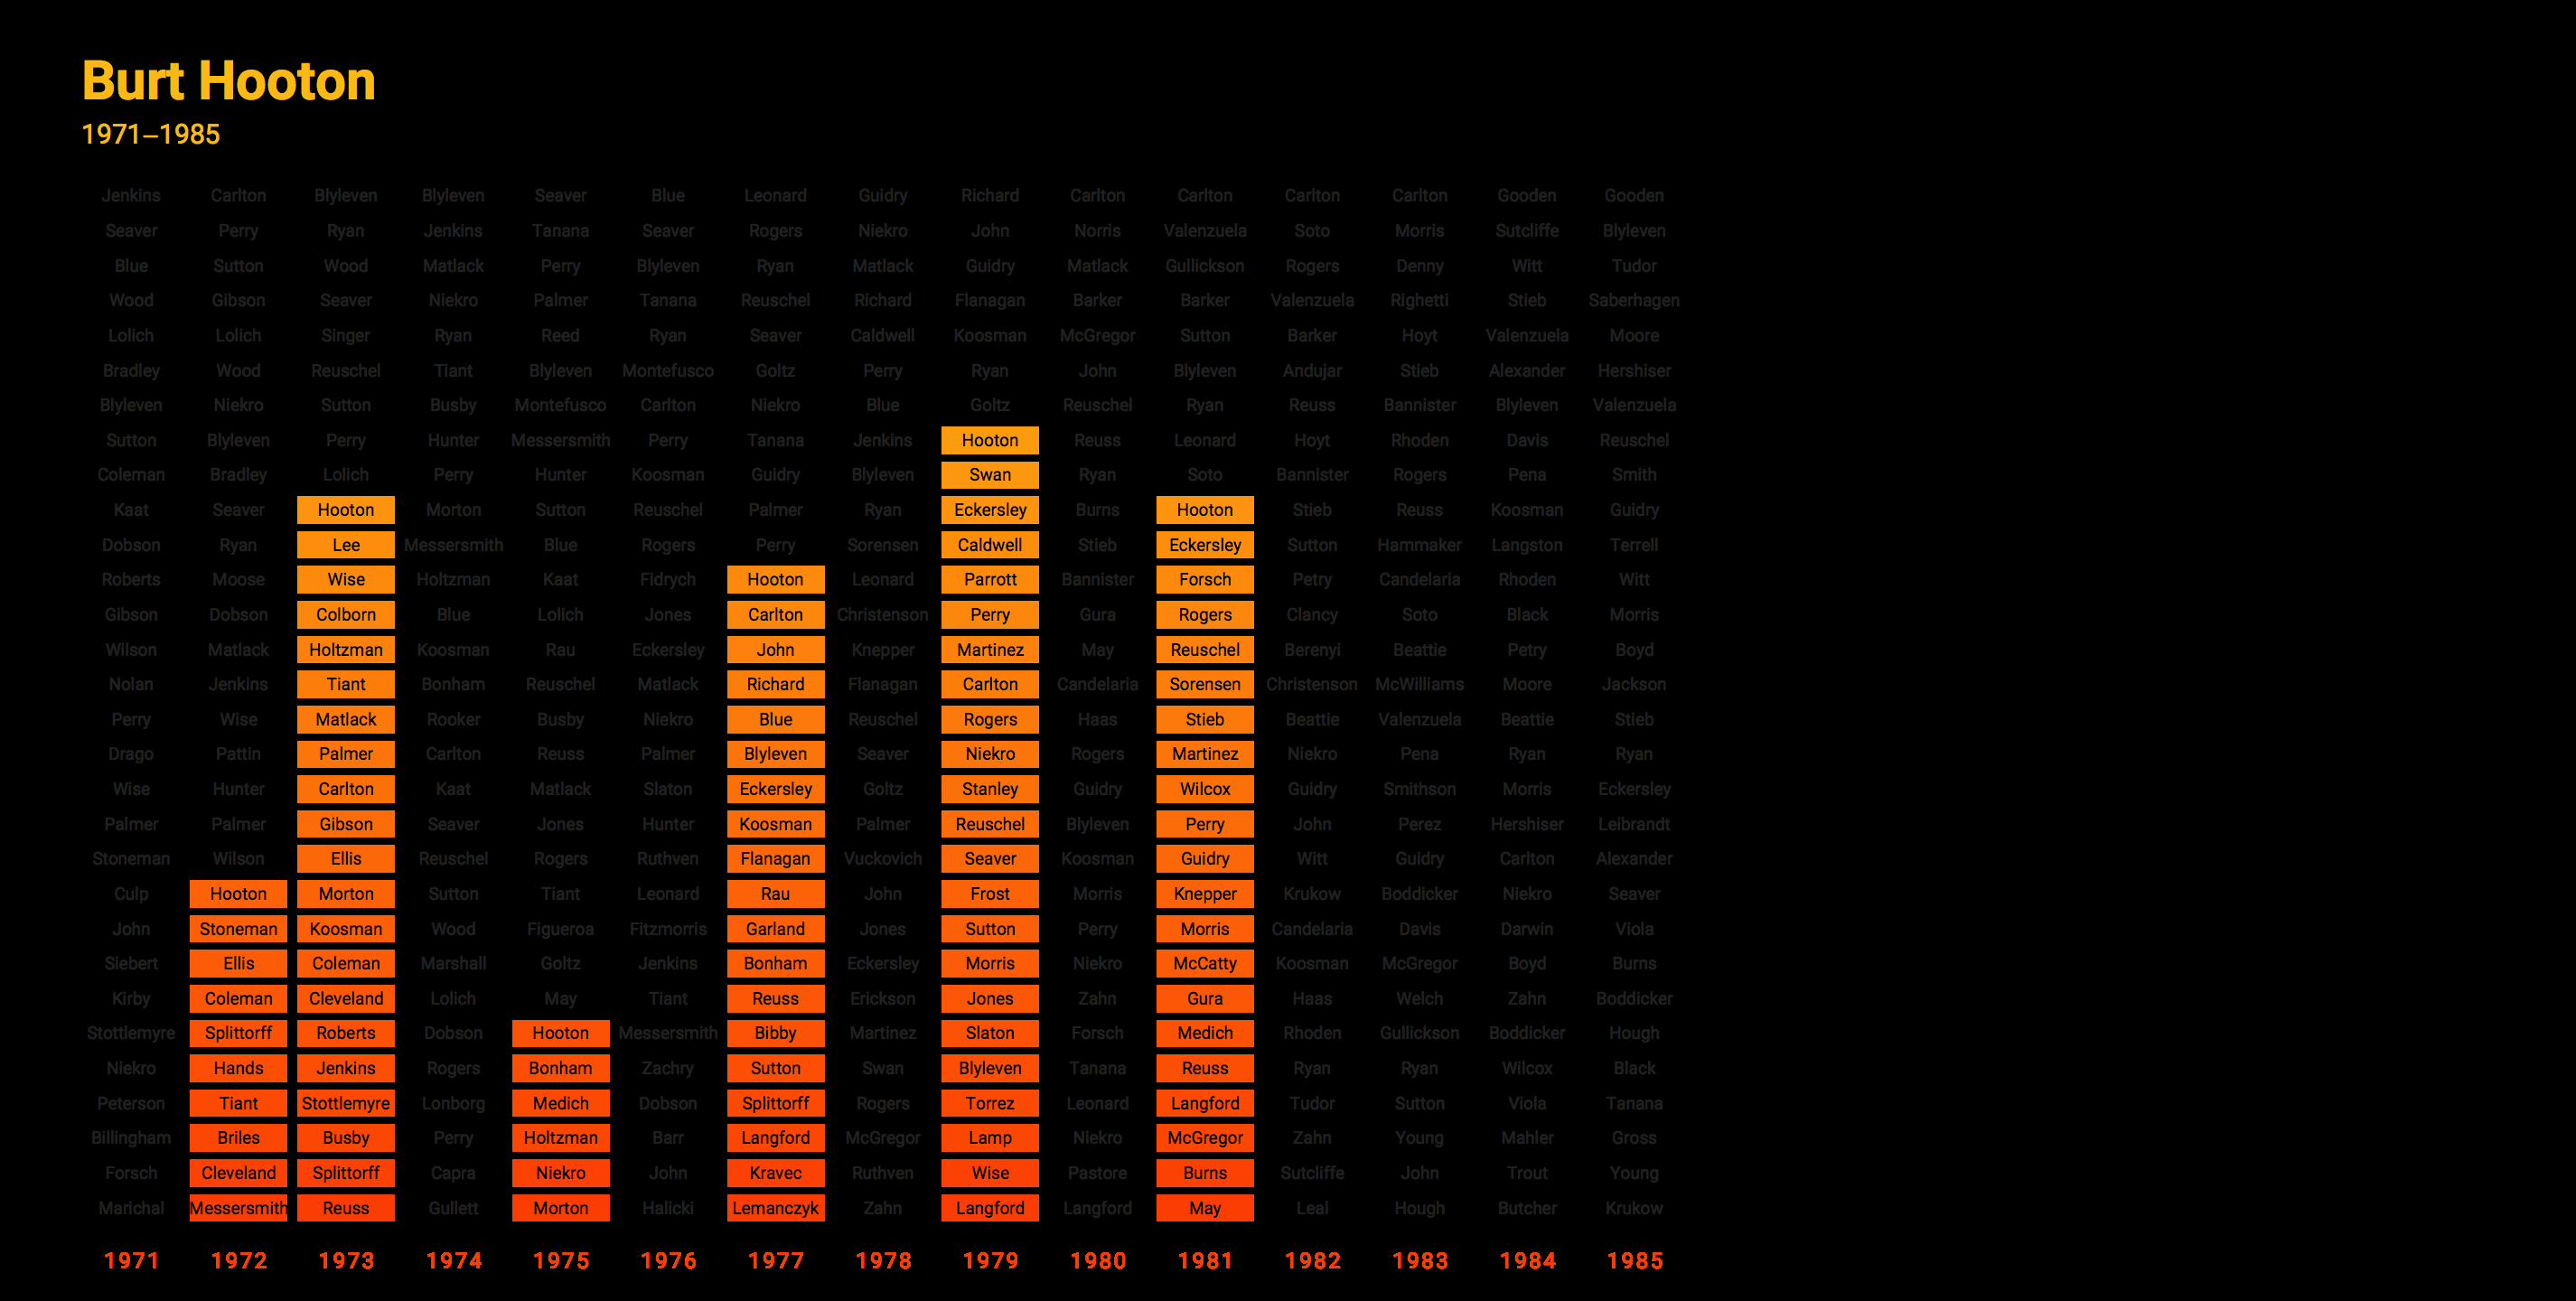 Burt Hooton
1971–1985
Jenkins Carlton Blyleven Blyleven Seaver Blue Leonard Guidry Richard Carlton Carlton Carlton Carlton Gooden Gooden
Seaver Perry Ryan Jenkins Tanana Seaver Rogers Niekro John Norris Valenzuela Soto Morris Sutcliffe Blyleven
Blue Sutton Wood Matlack Perry Blyleven Ryan Matlack Guidry Matlack Gullickson Rogers Denny Witt Tudor
Wood Gibson Seaver Niekro Palmer Tanana Reuschel Richard Flanagan Barker Barker Valenzuela Righetti Stieb Saberhagen
Lolich Lolich Singer Ryan Reed Ryan Seaver Caldwell Koosman McGregor Sutton Barker Hoyt Valenzuela Moore
Bradley Wood Reuschel Tiant Blyleven Montefusco Goltz Perry Ryan John Blyleven Andujar Stieb Alexander Hershiser
Blyleven Niekro Sutton Busby Montefusco Carlton Niekro Blue Goltz Reuschel Ryan Reuss Bannister Blyleven Valenzuela
Sutton Blyleven Perry Hunter Messersmith Perry Tanana Jenkins Hooton Reuss Leonard Hoyt Rhoden Davis Reuschel
Coleman Bradley Lolich Perry Hunter Koosman Guidry Blyleven Swan Ryan Soto Bannister Rogers Pena Smith
Kaat Seaver Hooton Morton Sutton Reuschel Palmer Ryan Eckersley Burns Hooton Stieb Reuss Koosman Guidry
Dobson Ryan Lee Messersmith Blue Rogers Perry Sorensen Caldwell Stieb Eckersley Sutton Hammaker Langston Terrell
Roberts Moose Wise Holtzman Kaat Fidrych Hooton Leonard Parrott Bannister Forsch Petry Candelaria Rhoden Witt
Gibson Dobson Colborn Blue Lolich Jones Carlton Christenson Perry Gura Rogers Clancy Soto Black Morris
Wilson Matlack Holtzman Koosman Rau Eckersley John Knepper Martinez May Reuschel Berenyi Beattie Petry Boyd
Nolan Jenkins Tiant Bonham Reuschel Matlack Richard Flanagan Carlton Candelaria Sorensen Christenson McWilliams Moore Jackson
Perry Wise Matlack Rooker Busby Niekro Blue Reuschel Rogers Haas Stieb Beattie Valenzuela Beattie Stieb
Drago Pattin Palmer Carlton Reuss Palmer Blyleven Seaver Niekro Rogers Martinez Niekro Pena Ryan Ryan
Wise Hunter Carlton Kaat Matlack Slaton Eckersley Goltz Stanley Guidry Wilcox Guidry Smithson Morris Eckersley
Palmer Palmer Gibson Seaver Jones Hunter Koosman Palmer Reuschel Blyleven Perry John Perez Hershiser Leibrandt
Stoneman Wilson Ellis Reuschel Rogers Ruthven Flanagan Vuckovich Seaver Koosman Guidry Witt Guidry Carlton Alexander
Culp Hooton Morton Sutton Tiant Leonard Rau John Frost Morris Knepper Krukow Boddicker Niekro Seaver
John Stoneman Koosman Wood Figueroa Fitzmorris Garland Jones Sutton Perry Morris Candelaria Davis Darwin Viola
Siebert Ellis Coleman Marshall Goltz Jenkins Bonham Eckersley Morris Niekro McCatty Koosman McGregor Boyd Burns
Kirby Coleman Cleveland Lolich May Tiant Reuss Erickson Jones Zahn Gura Haas Welch Zahn Boddicker
Stottlemyre Splittorff Roberts Dobson Hooton Messersmith Bibby Martinez Slaton Forsch Medich Rhoden Gullickson Boddicker Hough
Niekro Hands Jenkins Rogers Bonham Zachry Sutton Swan Blyleven Tanana Reuss Ryan Ryan Wilcox Black
Peterson Tiant Stottlemyre Lonborg Medich Dobson Splittorff Rogers Torrez Leonard Langford Tudor Sutton Viola Tanana
Billingham Briles Busby Perry Holtzman Barr Langford McGregor Lamp Niekro McGregor Zahn Young Mahler Gross
Forsch Cleveland Splittorff Capra Niekro John Kravec Ruthven Wise Pastore Burns Sutcliffe John Trout Young
Marichal Messersmith Reuss Gullett Morton Halicki Lemanczyk Zahn Langford Langford May Leal Hough Butcher Krukow
1971 1972 1973 1974 1975 1976 1977 1978 1979 1980 1981 1982 1983 1984 1985